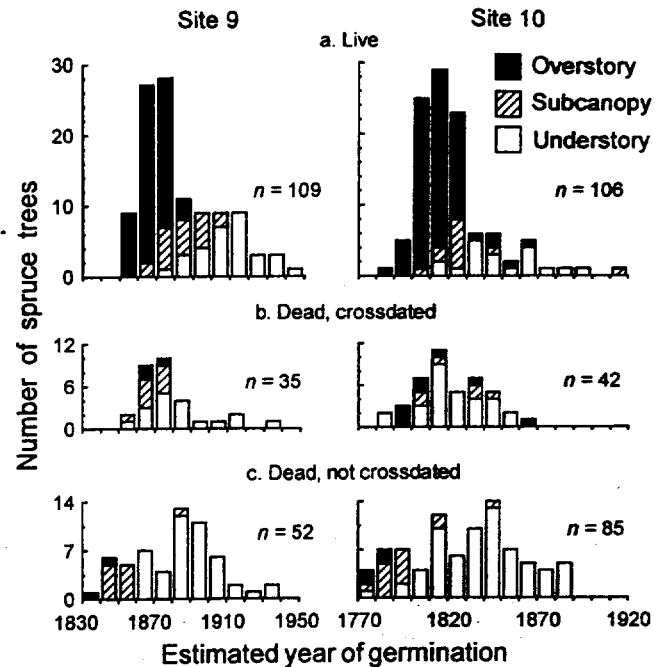 Site 9 Site 10
a. Live
Overstory
Subcanopy
Understory
30
20
10
0
n = 109
n = 106
Number of spruce trees
b. Dead, crossdated
12
6
0
n = 35
n = 42
c. Dead, not crossdated
14
7
0
n = 52
n = 85
1830 1870 1910 1950 1770 1820 1870 1920
Estimated year of germination